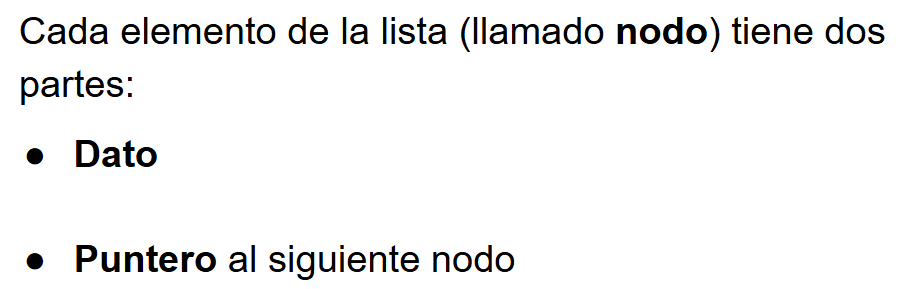 Cada elemento de la lista (llamado nodo) tiene dos
partes:
● Dato
● Puntero al siguiente nodo